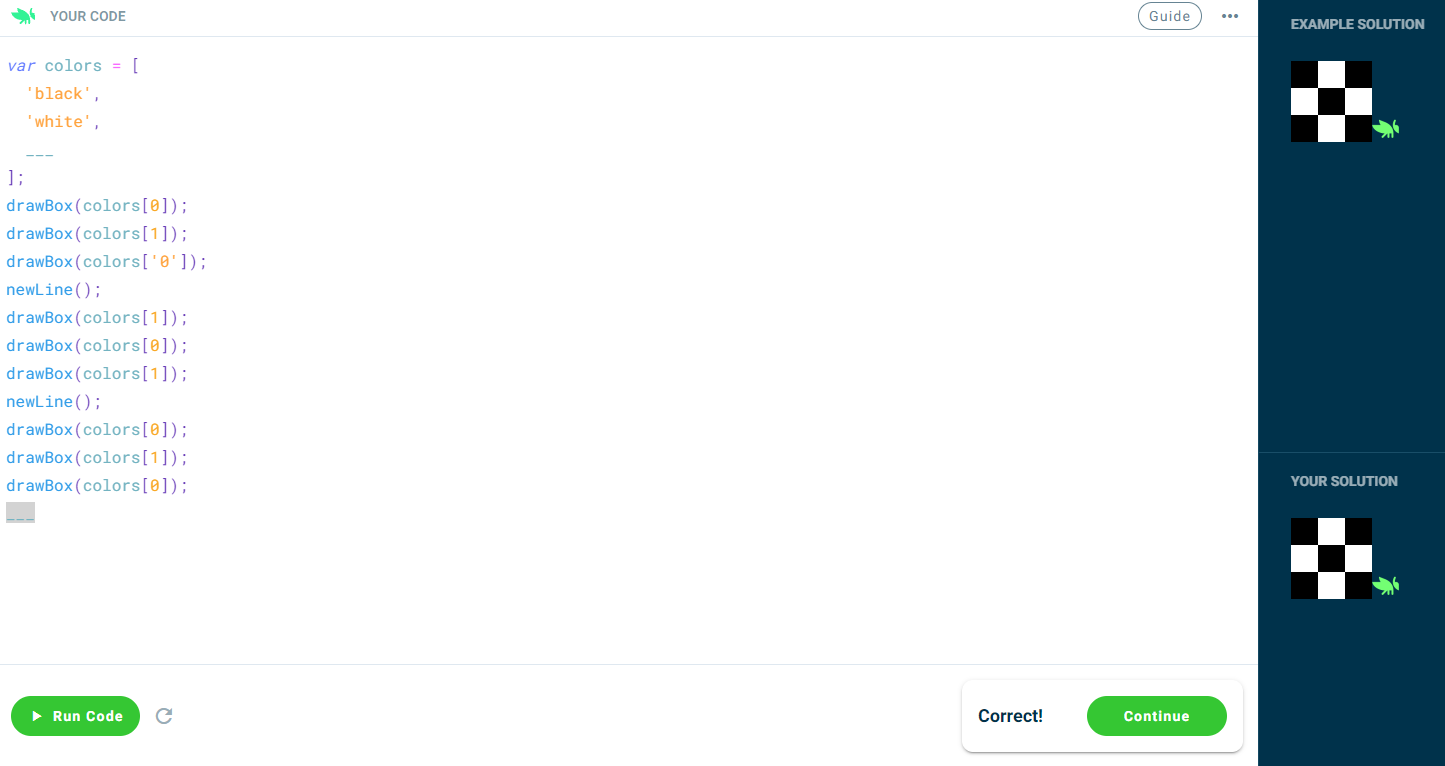 YOUR CODE
Guide
•••
var colors = [
  'black',
  'white',
  ___
];
drawBox(colors[0]);
drawBox(colors[1]);
drawBox(colors['0']);
newLine();
drawBox(colors[1]);
drawBox(colors[0]);
drawBox(colors[1]);
newLine();
drawBox(colors[0]);
drawBox(colors[1]);
drawBox(colors[0]);
___
Run Code
Correct!
Continue
EXAMPLE SOLUTION
YOUR SOLUTION